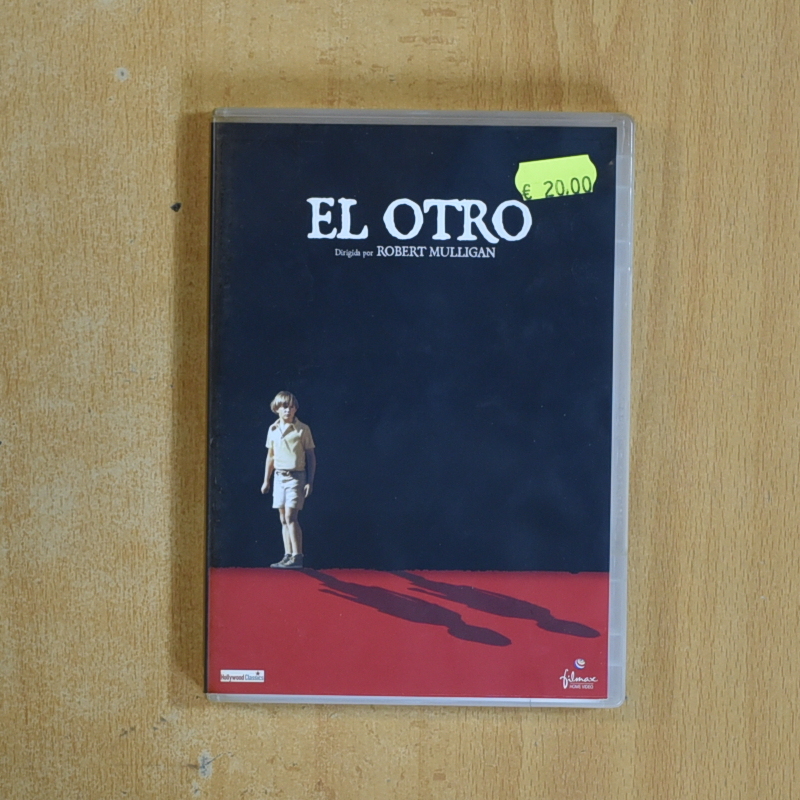 € 20,00
EL OTRO
Dirigida por ROBERT MULLIGAN
Hollywood Classics
filmax
HOME VIDEO